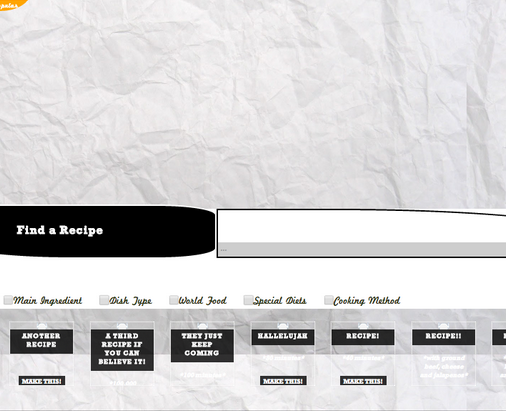 Find a Recipe
Main Ingredient
Dish Type
World Food
Special Diets
Cooking Method
ANOTHER
RECIPE
MAKE THIS!
A THIRD
RECIPE IF
YOU CAN
BELIEVE IT!
THEY JUST
KEEP
COMING
HALLELUJAH
MAKE THIS!
RECIPE!
MAKE THIS!
RECIPE!!
*with ground
beef, cheese
and jalapenos*